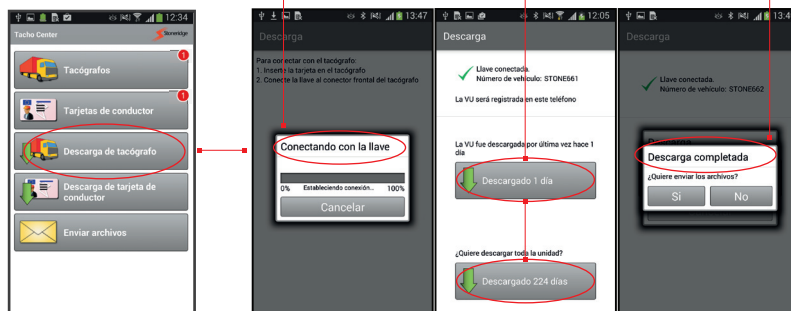 12:34
Tacho Center
Stoneridge
Tacógrafos
1
Tarjetas de conductor
1
Descarga de tacógrafo
Descarga de tarjeta de
conductor
Enviar archivos
13:47
Descarga
Para conectar con el tacógrafo:
1. Inserte la tarjeta en el tacógrafo
2. Conecte la llave al conector frontal del tacógrafo
Conectando con la llave
0% Estableciendo conexión... 100%
Cancelar
12:05
Descarga
Llave conectada.
Número de vehículo: STONE661
La VU será registrada en este teléfono
La VU fue descargada por última vez hace 1
día
Descargado 1 día
¿Quiere descargar toda la unidad?
Descargado 224 días
Descarga
Llave conectada.
Número de vehículo: STONE662
Descarga completada
¿Quiere enviar los archivos?
Si No